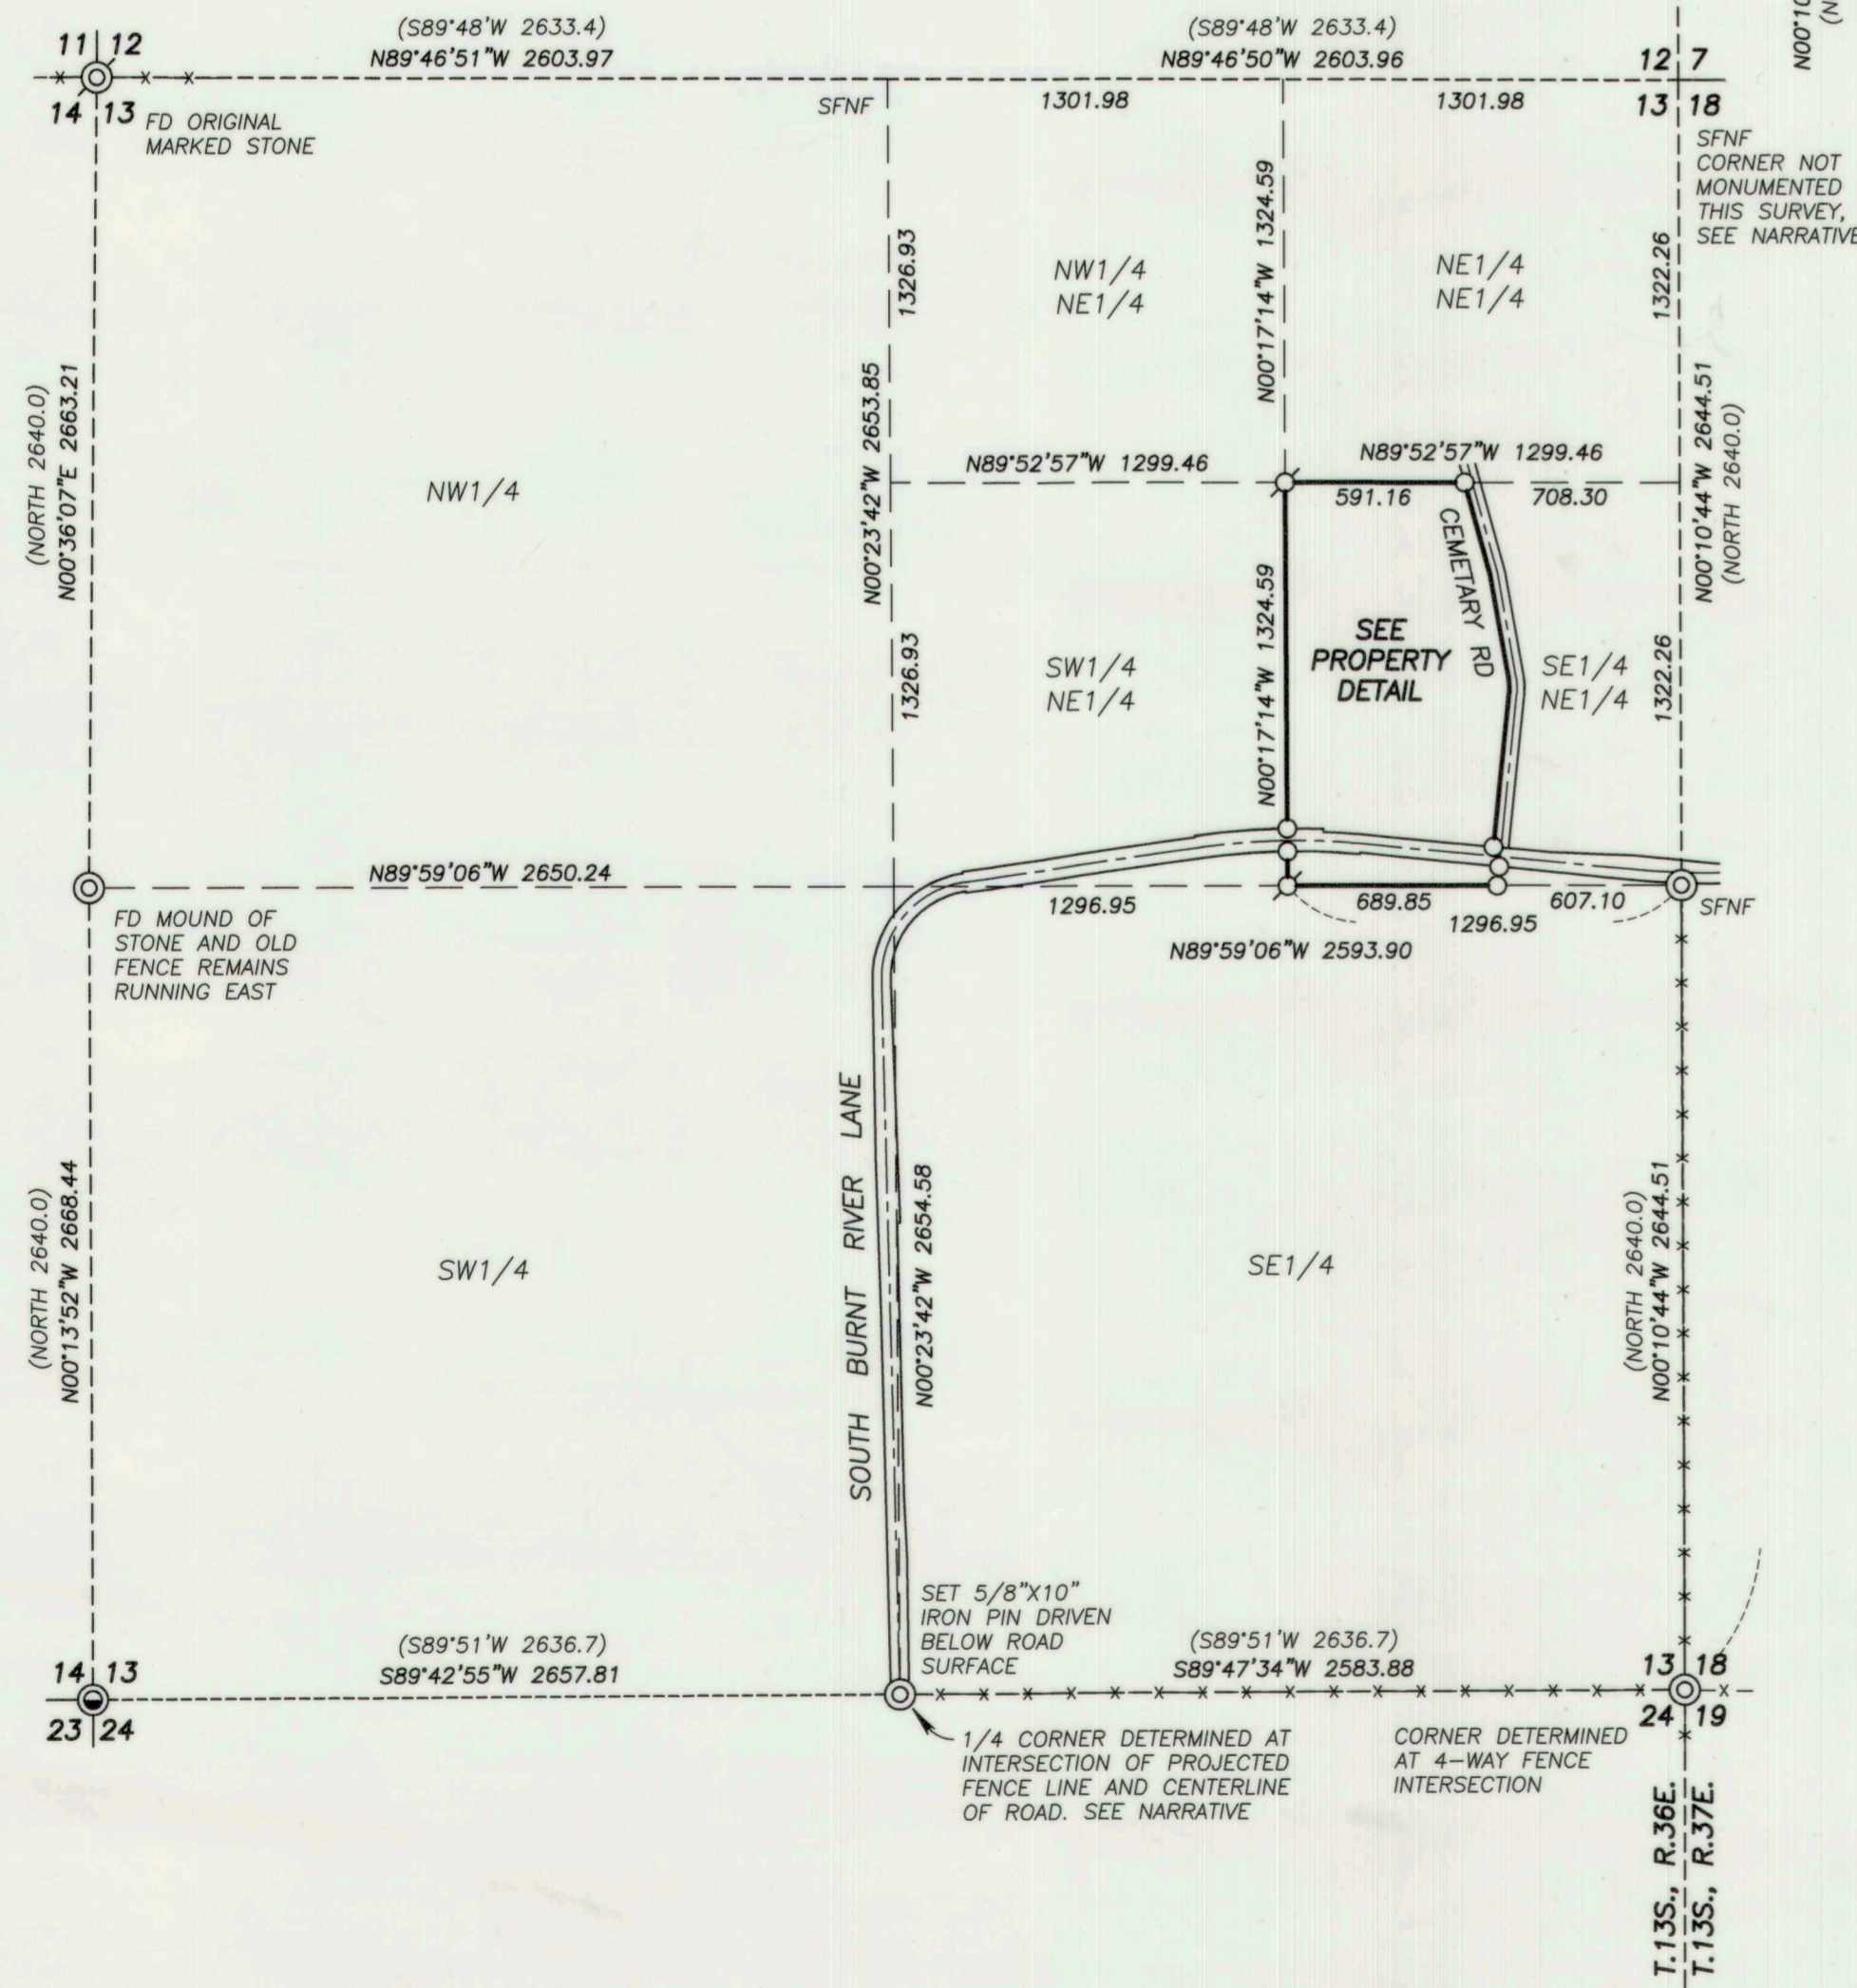 (S89°48'W 2633.4)
N89°46'51"W 2603.97
(S89°48'W 2633.4)
N89°46'50"W 2603.96
N00°10
(N
11 12
14 13
FD ORIGINAL
MARKED STONE
SFNF
1301.98
1301.98
12 7
13 18
SFNF
CORNER NOT
MONUMENTED
THIS SURVEY,
SEE NARRATIVE
1326.93
N00°17'14"W 1324.59
1322.26
NW1/4
NE1/4
NE1/4
NE1/4
(NORTH 2640.0)
N00°36'07"E 2663.21
N00°23'42"W 2653.85
N00°10'44"W 2644.51
(NORTH 2640.0)
NW1/4
N89°52'57"W 1299.46
N89°52'57"W 1299.46
591.16
708.30
CEMETARY RD
N00°17'14"W 1324.59
SEE
PROPERTY
DETAIL
1326.93
SW1/4
NE1/4
SE1/4
NE1/4
1322.26
N89°59'06"W 2650.24
FD MOUND OF
STONE AND OLD
FENCE REMAINS
RUNNING EAST
1296.95
689.85
607.10
1296.95
SFNF
N89°59'06"W 2593.90
SOUTH BURNT RIVER LANE
N00°23'42"W 2654.58
(NORTH 2640.0)
N00°13'52"W 2668.44
(NORTH 2640.0)
N00°10'44"W 2644.51
SW1/4
SE1/4
SET 5/8"X10"
IRON PIN DRIVEN
BELOW ROAD
SURFACE
(S89°51'W 2636.7)
S89°42'55"W 2657.81
(S89°51'W 2636.7)
S89°47'34"W 2583.88
14 13
23 24
13 18
24 19
1/4 CORNER DETERMINED AT
INTERSECTION OF PROJECTED
FENCE LINE AND CENTERLINE
OF ROAD. SEE NARRATIVE
CORNER DETERMINED
AT 4-WAY FENCE
INTERSECTION
T.13S., R.36E.
T.13S., R.37E.